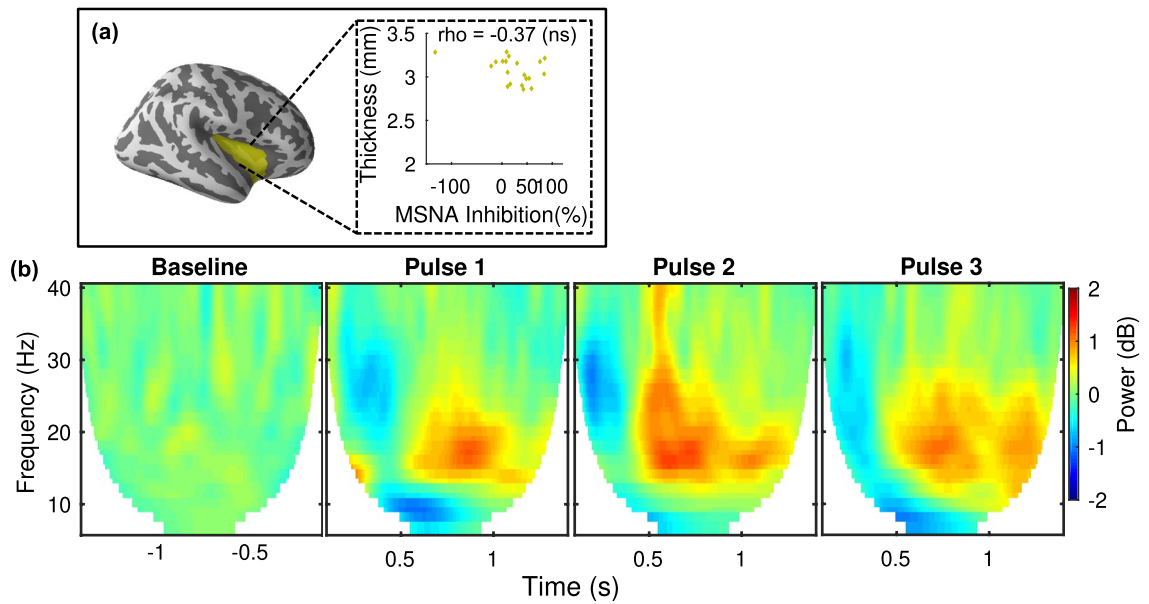 (a)
rho = -0.37 (ns)
3.5
3
2.5
2
Thickness (mm)
-100 0 50 100
MSNA Inhibition(%)
(b)
Baseline Pulse 1 Pulse 2 Pulse 3
40
30
20
10
Frequency (Hz)
-1 -0.5 0.5 1 0.5 1 0.5 1
Time (s)
2
1
0
-1
-2
Power (dB)